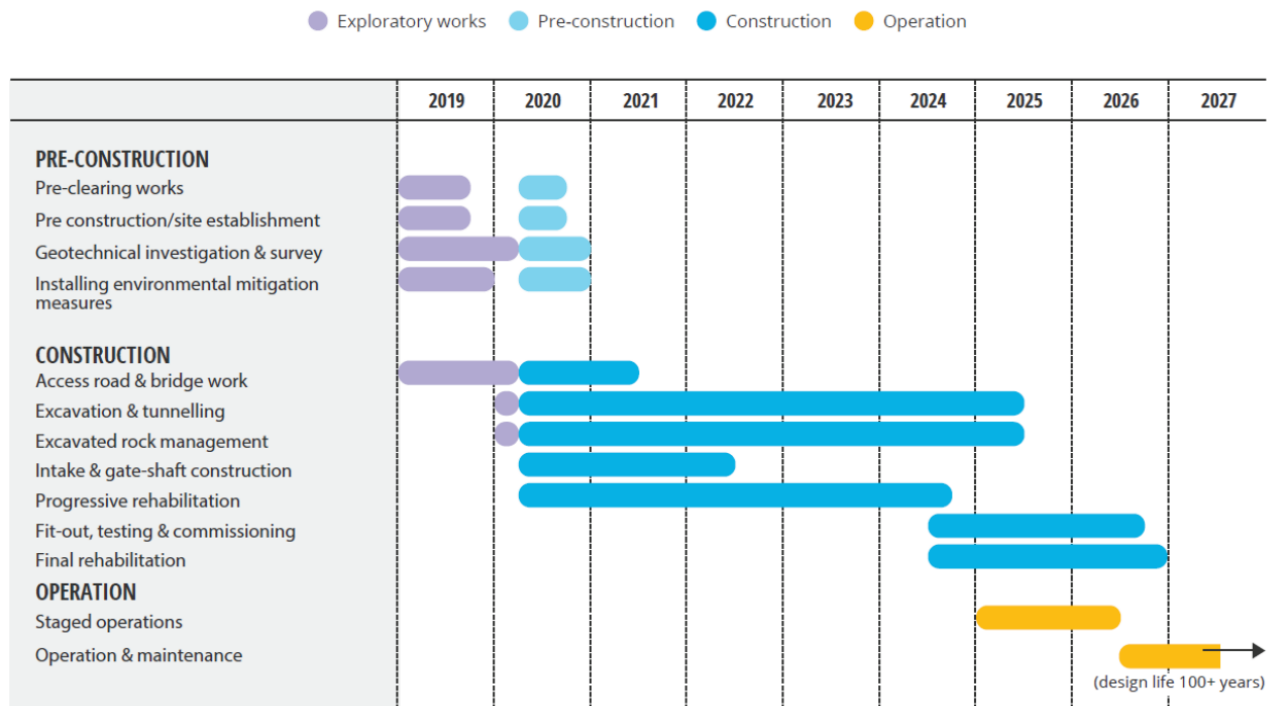 Exploratory works Pre-construction Construction Operation
2019 2020 2021 2022 2023 2024 2025 2026 2027
PRE-CONSTRUCTION
Pre-clearing works
Pre construction/site establishment
Geotechnical investigation & survey
Installing environmental mitigation
measures
CONSTRUCTION
Access road & bridge work
Excavation & tunnelling
Excavated rock management
Intake & gate-shaft construction
Progressive rehabilitation
Fit-out, testing & commissioning
Final rehabilitation
OPERATION
Staged operations
Operation & maintenance
(design life 100+ years)